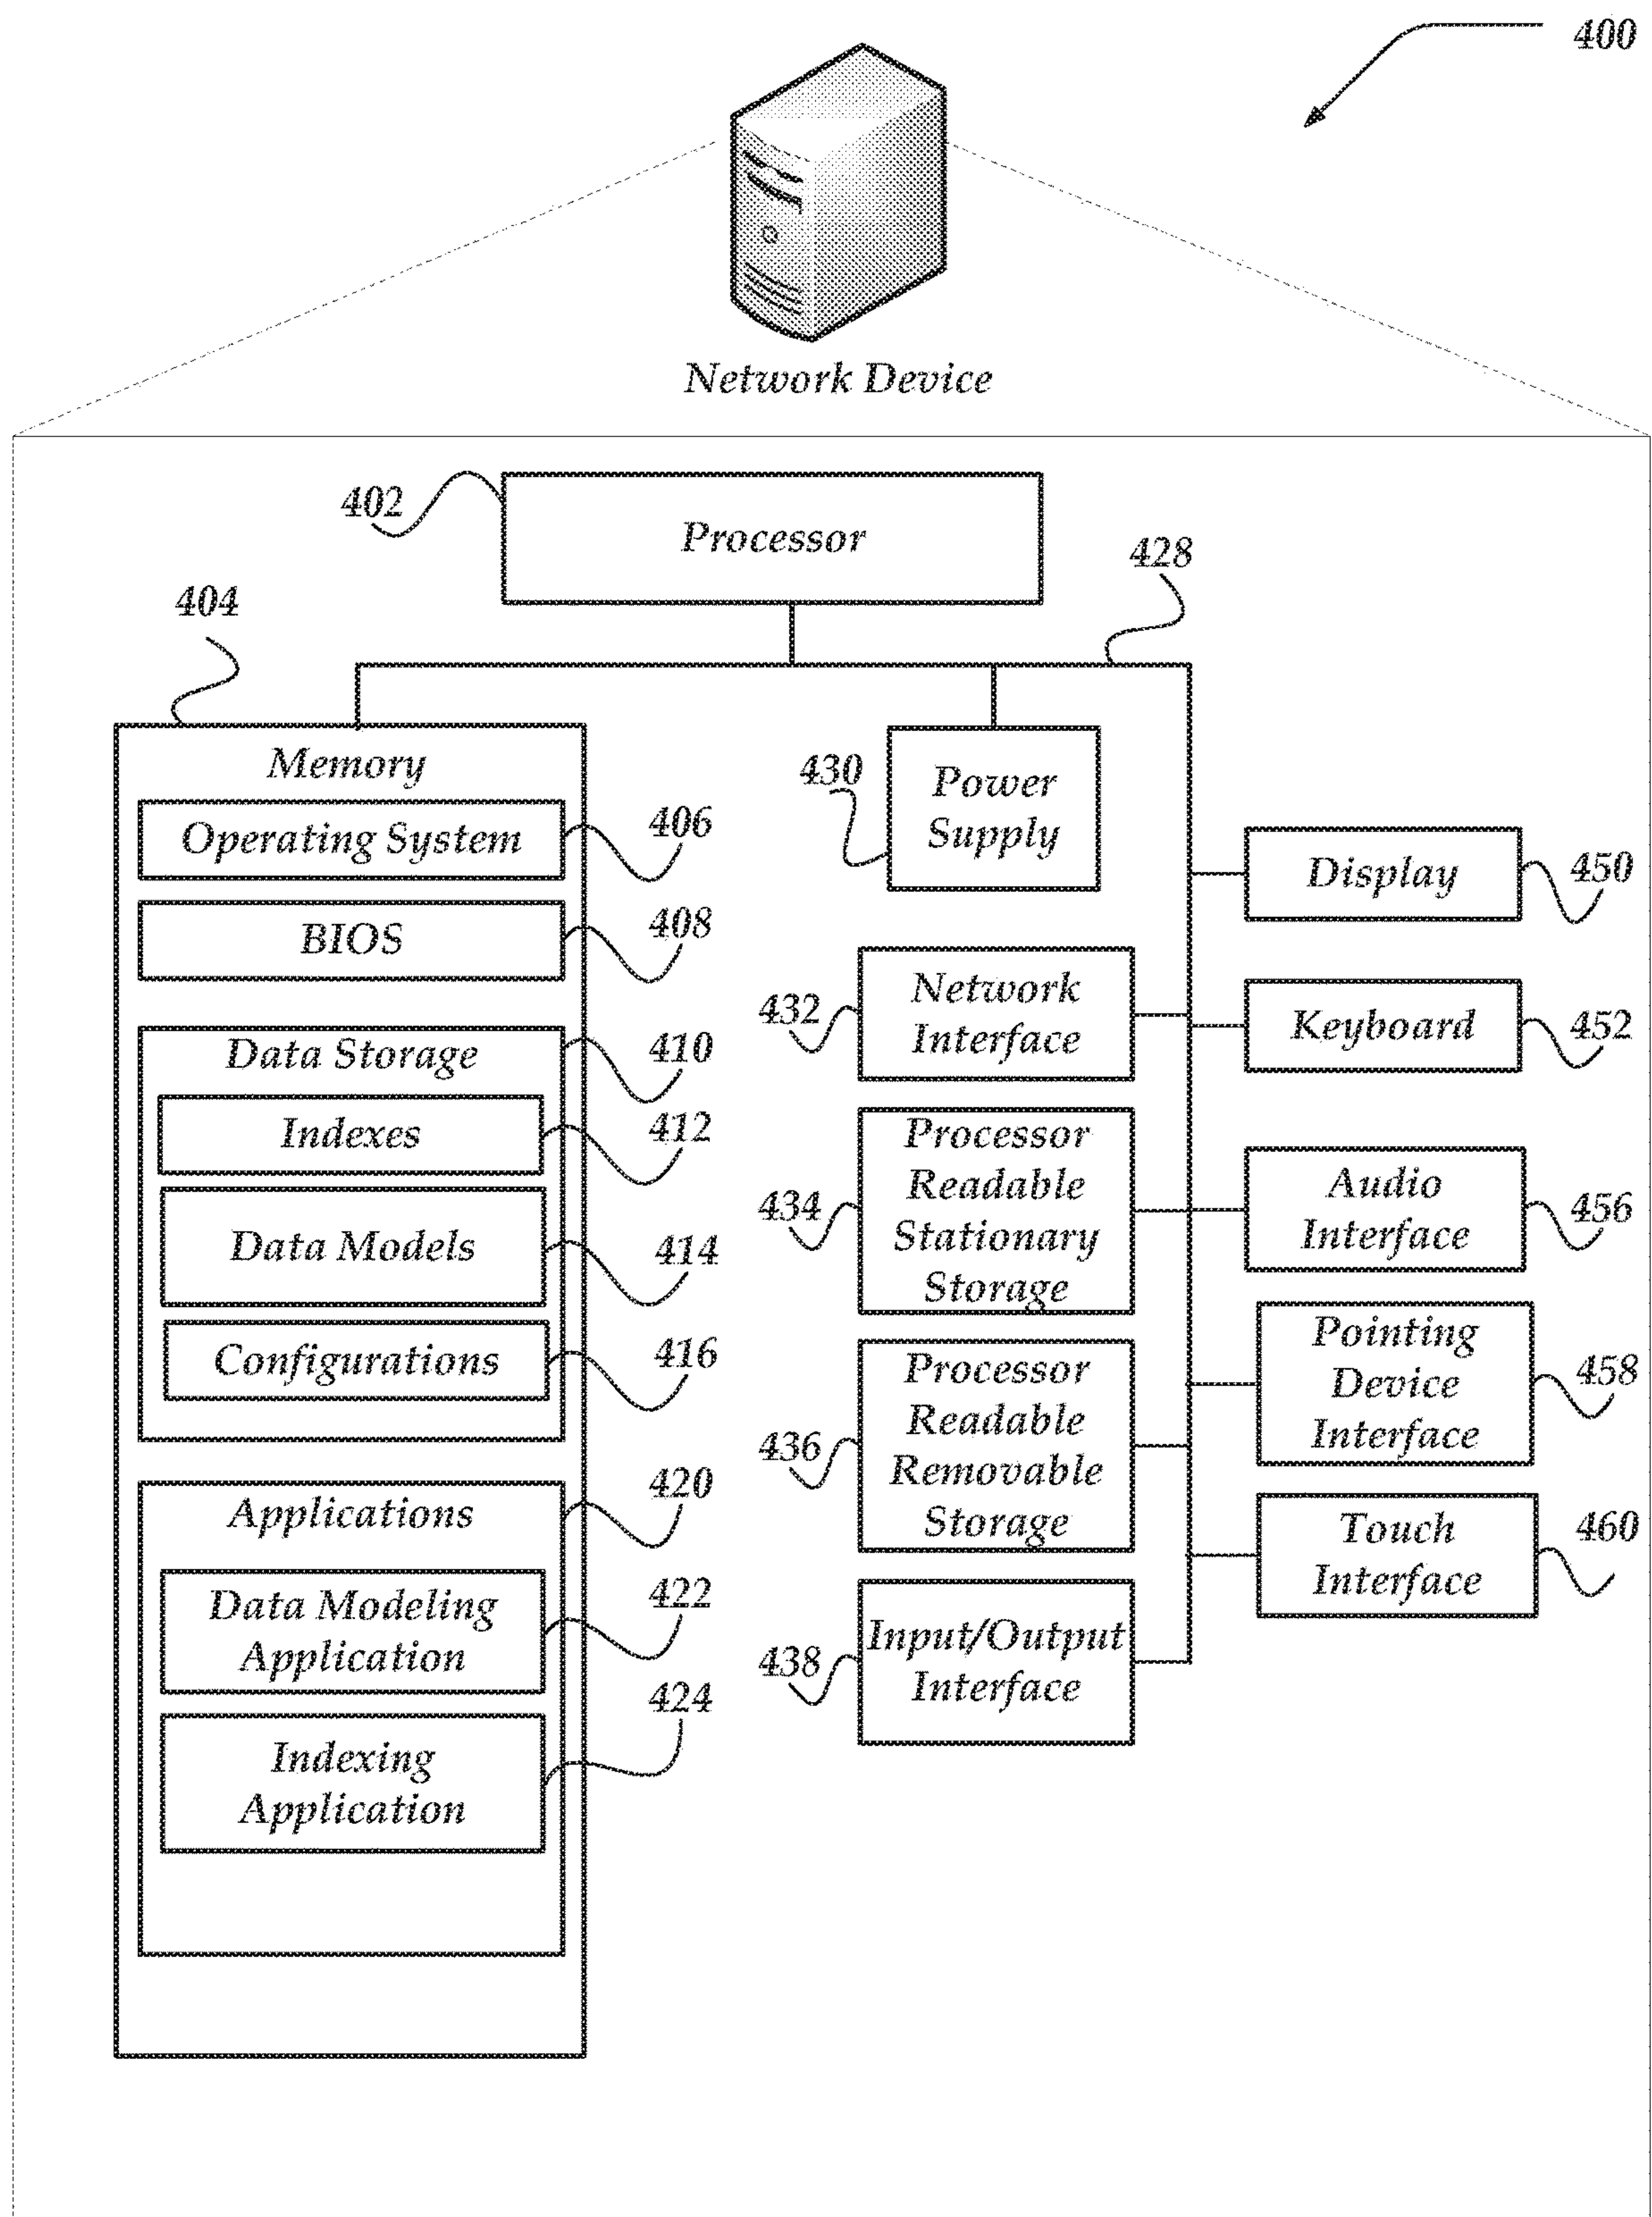 400
Network Device
402
Processor
428
404
Memory
Operating System
406
BIOS
408
Data Storage
410
Indexes
412
Data Models
414
Configurations
416
Applications
420
Data Modeling
Application
422
Indexing
Application
424
430
Power
Supply
432
Network
Interface
434
Processor
Readable
Stationary
Storage
436
Processor
Readable
Removable
Storage
438
Input/Output
Interface
Display
450
Keyboard
452
Audio
Interface
456
Pointing
Device
Interface
458
Touch
Interface
460